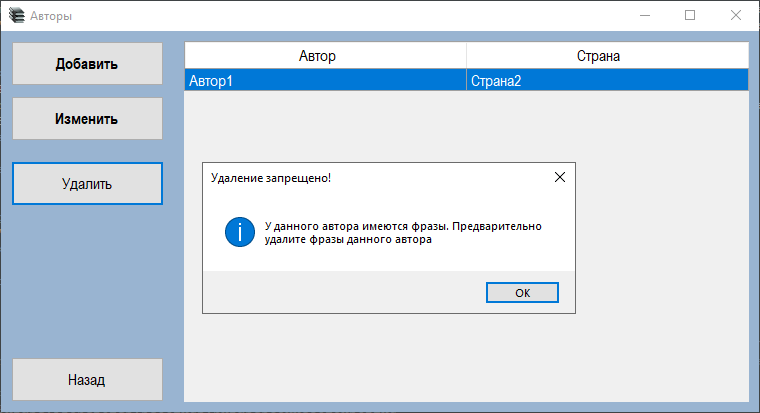 Авторы
Добавить
Изменить
Удалить
Назад
Автор Страна
Автор1 Страна2
Удаление запрещено!
У данного автора имеются фразы. Предварительно
удалите фразы данного автора
ОК